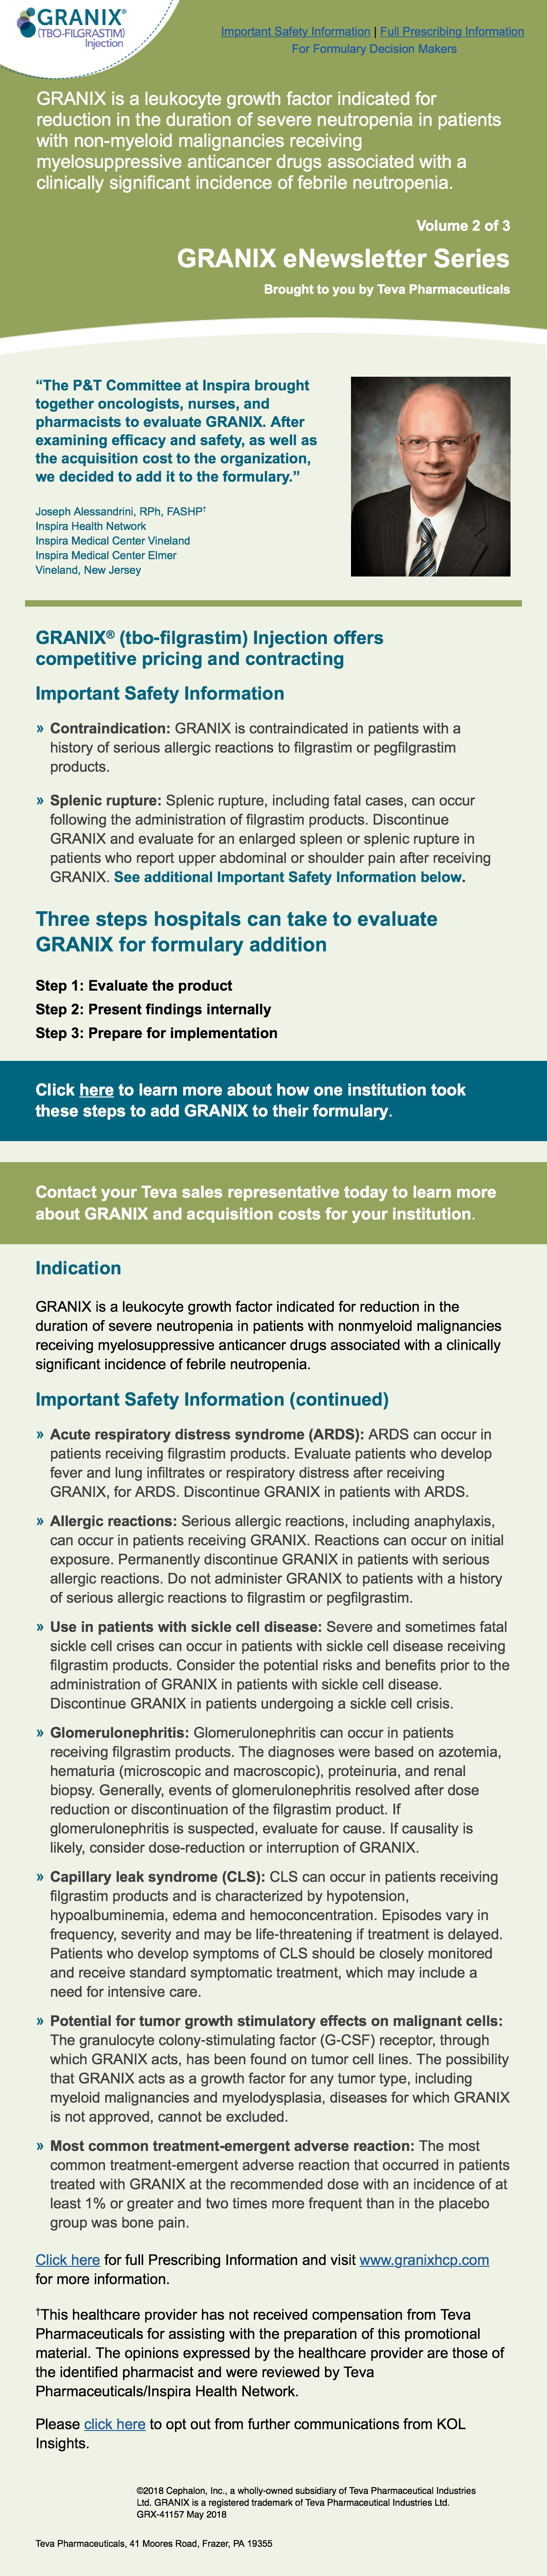 GRANIX®
(TBO-FILGRASTIM)
Injection
Important Safety Information | Full Prescribing Information
For Formulary Decision Makers
GRANIX is a leukocyte growth factor indicated for
reduction in the duration of severe neutropenia in patients
with non-myeloid malignancies receiving
myelosuppressive anticancer drugs associated with a
clinically significant incidence of febrile neutropenia.
Volume 2 of 3
GRANIX eNewsletter Series
Brought to you by Teva Pharmaceuticals
“The P&T Committee at Inspira brought
together oncologists, nurses, and
pharmacists to evaluate GRANIX. After
examining efficacy and safety, as well as
the acquisition cost to the organization,
we decided to add it to the formulary.”
Joseph Alessandrini, RPh, FASHP†
Inspira Health Network
Inspira Medical Center Vineland
Inspira Medical Center Elmer
Vineland, New Jersey
GRANIX® (tbo-filgrastim) Injection offers
competitive pricing and contracting
Important Safety Information
» Contraindication: GRANIX is contraindicated in patients with a
history of serious allergic reactions to filgrastim or pegfilgrastim
products.
» Splenic rupture: Splenic rupture, including fatal cases, can occur
following the administration of filgrastim products. Discontinue
GRANIX and evaluate for an enlarged spleen or splenic rupture in
patients who report upper abdominal or shoulder pain after receiving
GRANIX. See additional Important Safety Information below.
Three steps hospitals can take to evaluate
GRANIX for formulary addition
Step 1: Evaluate the product
Step 2: Present findings internally
Step 3: Prepare for implementation
Click here to learn more about how one institution took
these steps to add GRANIX to their formulary.
Contact your Teva sales representative today to learn more
about GRANIX and acquisition costs for your institution.
Indication
GRANIX is a leukocyte growth factor indicated for reduction in the
duration of severe neutropenia in patients with nonmyeloid malignancies
receiving myelosuppressive anticancer drugs associated with a clinically
significant incidence of febrile neutropenia.
Important Safety Information (continued)
» Acute respiratory distress syndrome (ARDS): ARDS can occur in
patients receiving filgrastim products. Evaluate patients who develop
fever and lung infiltrates or respiratory distress after receiving
GRANIX, for ARDS. Discontinue GRANIX in patients with ARDS.
» Allergic reactions: Serious allergic reactions, including anaphylaxis,
can occur in patients receiving GRANIX. Reactions can occur on initial
exposure. Permanently discontinue GRANIX in patients with serious
allergic reactions. Do not administer GRANIX to patients with a history
of serious allergic reactions to filgrastim or pegfilgrastim.
» Use in patients with sickle cell disease: Severe and sometimes fatal
sickle cell crises can occur in patients with sickle cell disease receiving
filgrastim products. Consider the potential risks and benefits prior to the
administration of GRANIX in patients with sickle cell disease.
Discontinue GRANIX in patients undergoing a sickle cell crisis.
» Glomerulonephritis: Glomerulonephritis can occur in patients
receiving filgrastim products. The diagnoses were based on azotemia,
hematuria (microscopic and macroscopic), proteinuria, and renal
biopsy. Generally, events of glomerulonephritis resolved after dose
reduction or discontinuation of the filgrastim product. If
glomerulonephritis is suspected, evaluate for cause. If causality is
likely, consider dose-reduction or interruption of GRANIX.
» Capillary leak syndrome (CLS): CLS can occur in patients receiving
filgrastim products and is characterized by hypotension,
hypoalbuminemia, edema and hemoconcentration. Episodes vary in
frequency, severity and may be life-threatening if treatment is delayed.
Patients who develop symptoms of CLS should be closely monitored
and receive standard symptomatic treatment, which may include a
need for intensive care.
» Potential for tumor growth stimulatory effects on malignant cells:
The granulocyte colony-stimulating factor (G-CSF) receptor, through
which GRANIX acts, has been found on tumor cell lines. The possibility
that GRANIX acts as a growth factor for any tumor type, including
myeloid malignancies and myelodysplasia, diseases for which GRANIX
is not approved, cannot be excluded.
» Most common treatment-emergent adverse reaction: The most
common treatment-emergent adverse reaction that occurred in patients
treated with GRANIX at the recommended dose with an incidence of at
least 1% or greater and two times more frequent than in the placebo
group was bone pain.
Click here for full Prescribing Information and visit www.granixhcp.com
for more information.
†This healthcare provider has not received compensation from Teva
Pharmaceuticals for assisting with the preparation of this promotional
material. The opinions expressed by the healthcare provider are those of
the identified pharmacist and were reviewed by Teva
Pharmaceuticals/Inspira Health Network.
Please click here to opt out from further communications from KOL
Insights.
©2018 Cephalon, Inc., a wholly-owned subsidiary of Teva Pharmaceutical Industries
Ltd. GRANIX is a registered trademark of Teva Pharmaceutical Industries Ltd.
GRX-41157 May 2018
Teva Pharmaceuticals, 41 Moores Road, Frazer, PA 19355